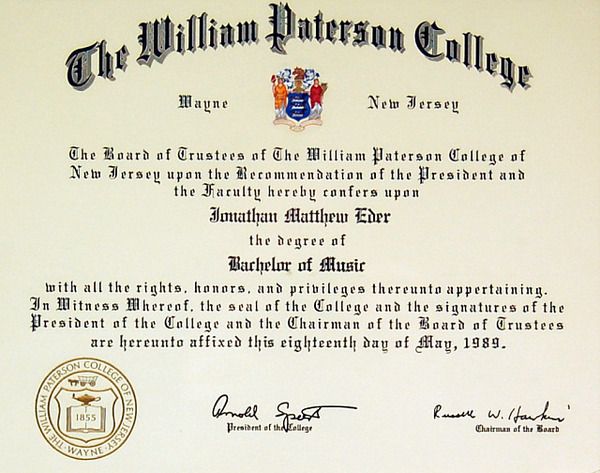 The William Paterson College
Wayne New Jersey
The Board of Trustees of The William Paterson College of
New Jersey upon the Recommendation of the President and
the Faculty hereby confers upon
Jonathan Matthew Eder
the degree of
Bachelor of Music
with all the rights, honors, and privileges thereunto appertaining.
In Witness Whereof, the seal of the College and the signatures of the
President of the College and the Chairman of the Board of Trustees
are hereunto affixed this eighteenth day of May, 1989.
THE WILLIAM PATERSON COLLEGE OF NEW JERSEY
1855
WAYNE
Arnold Speert
Russell W. Hawkins
President of the College
Chairman of the Board